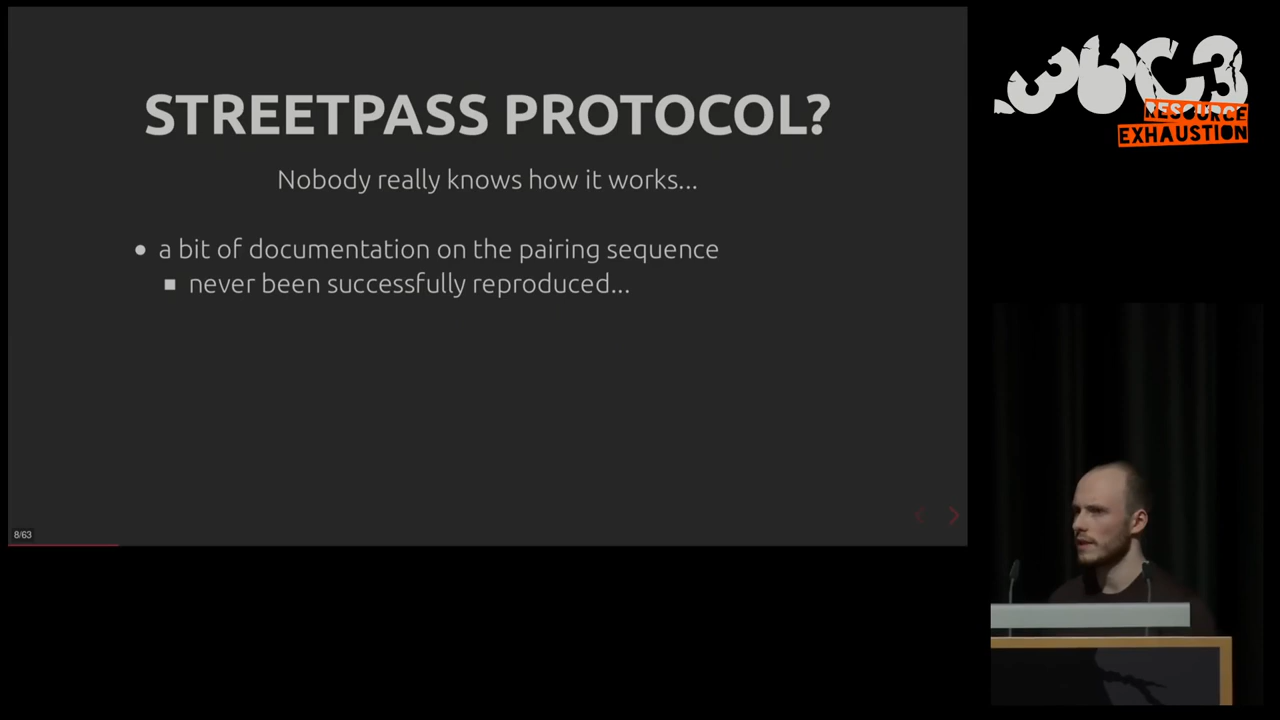 STREETPASS PROTOCOL?
Nobody really knows how it works...
a bit of documentation on the pairing sequence
never been successfully reproduced...
8/63
36C3
RESOURCE
EXHAUSTION